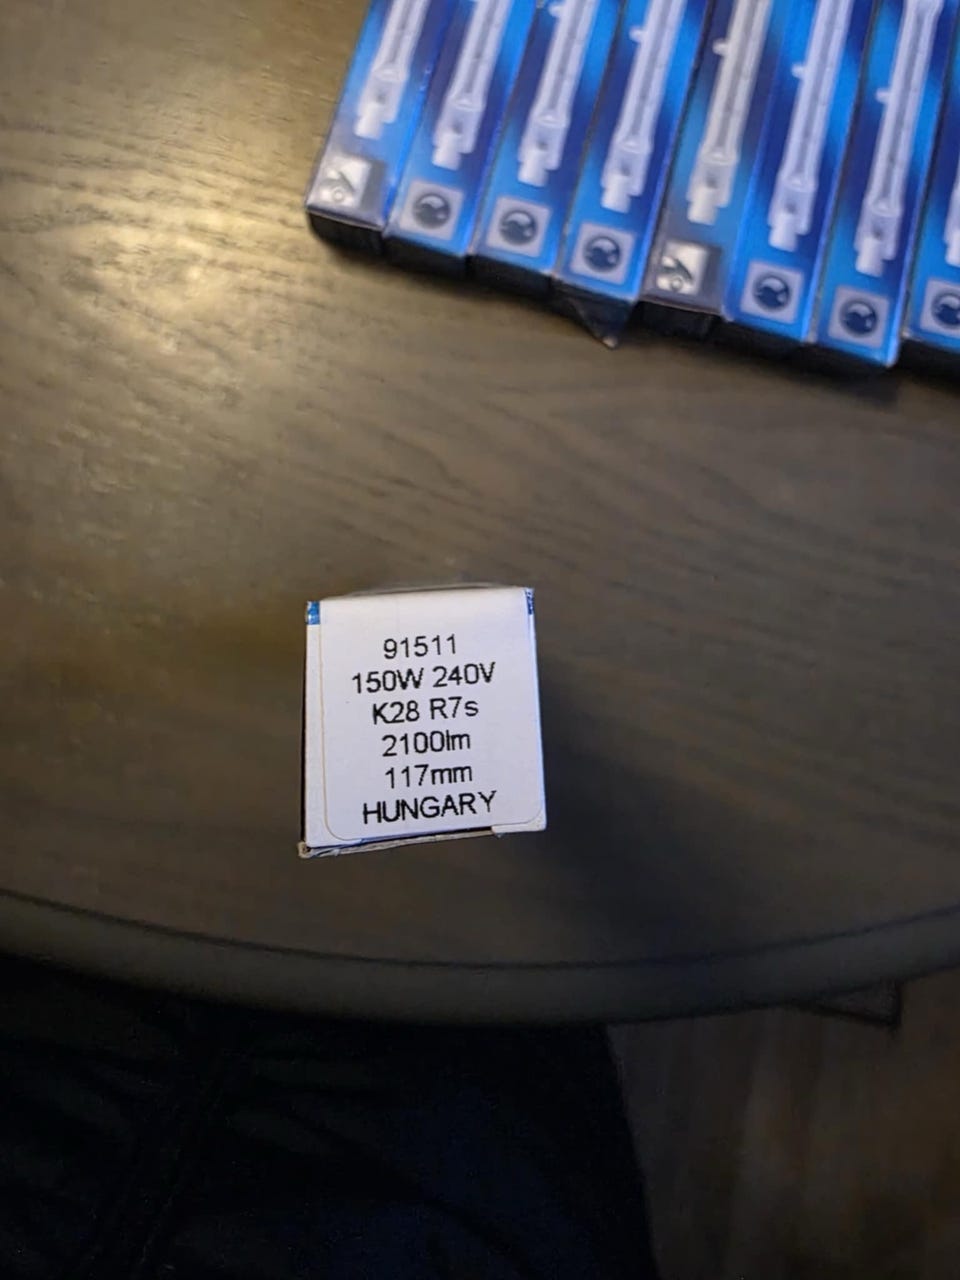 91511
150W 240V
K28 R7s
2100lm
117mm
HUNGARY